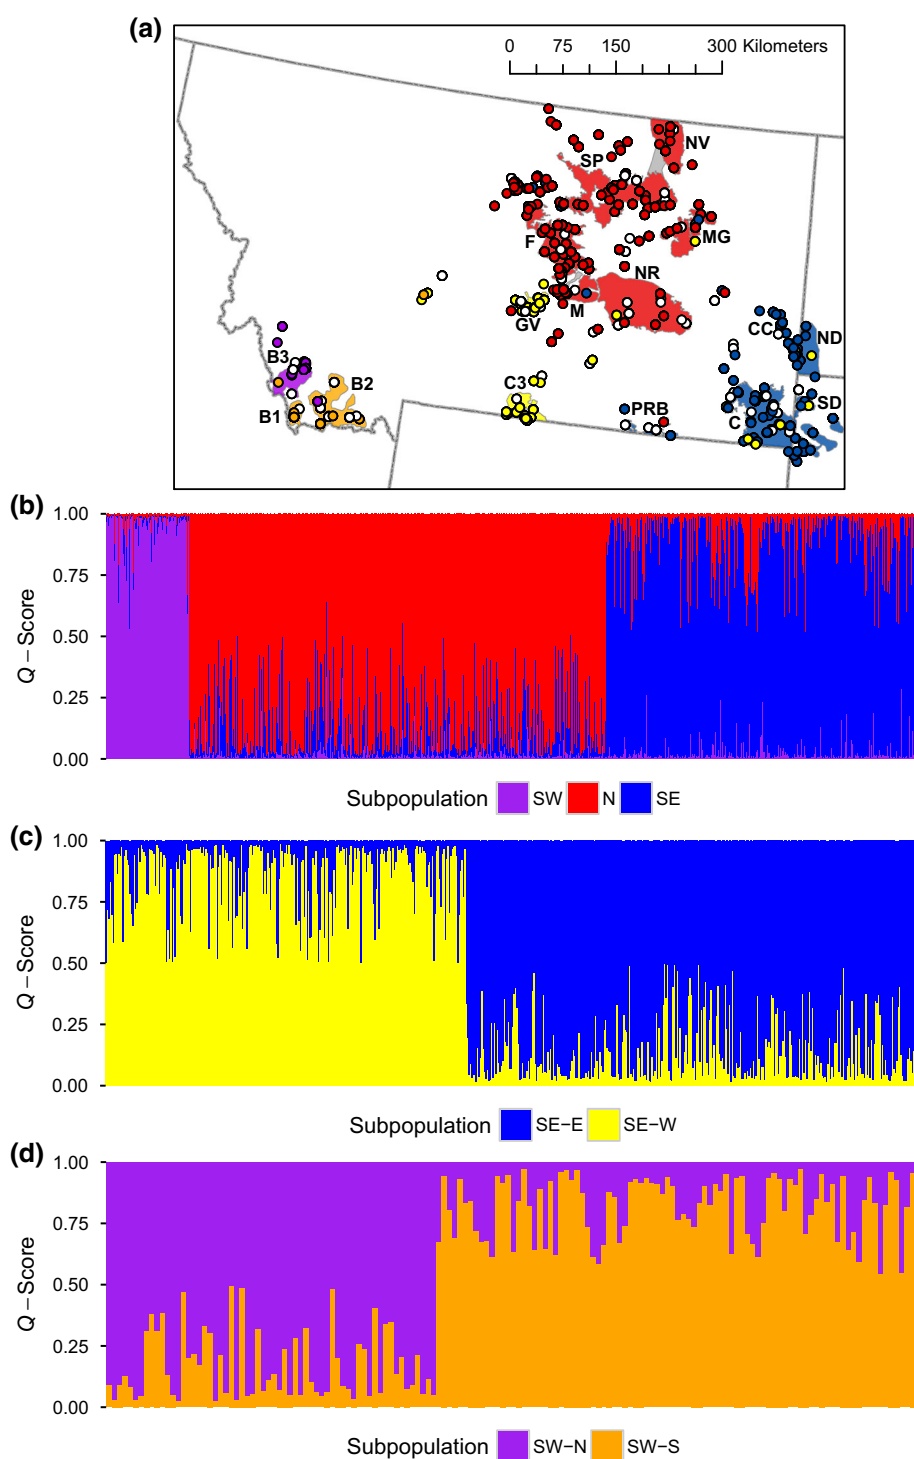 (a)
0 75 150 300 Kilometers
NV
SP
F
MG
NR
M
GV
CC
ND
B3
B2
C3
B1
PRB
C
SD
(b)
1.00
0.75
0.50
0.25
0.00
Q−Score
Subpopulation SW N SE
(c)
1.00
0.75
0.50
0.25
0.00
Q−Score
Subpopulation SE−E SE−W
(d)
1.00
0.75
0.50
0.25
0.00
Q−Score
Subpopulation SW−N SW−S